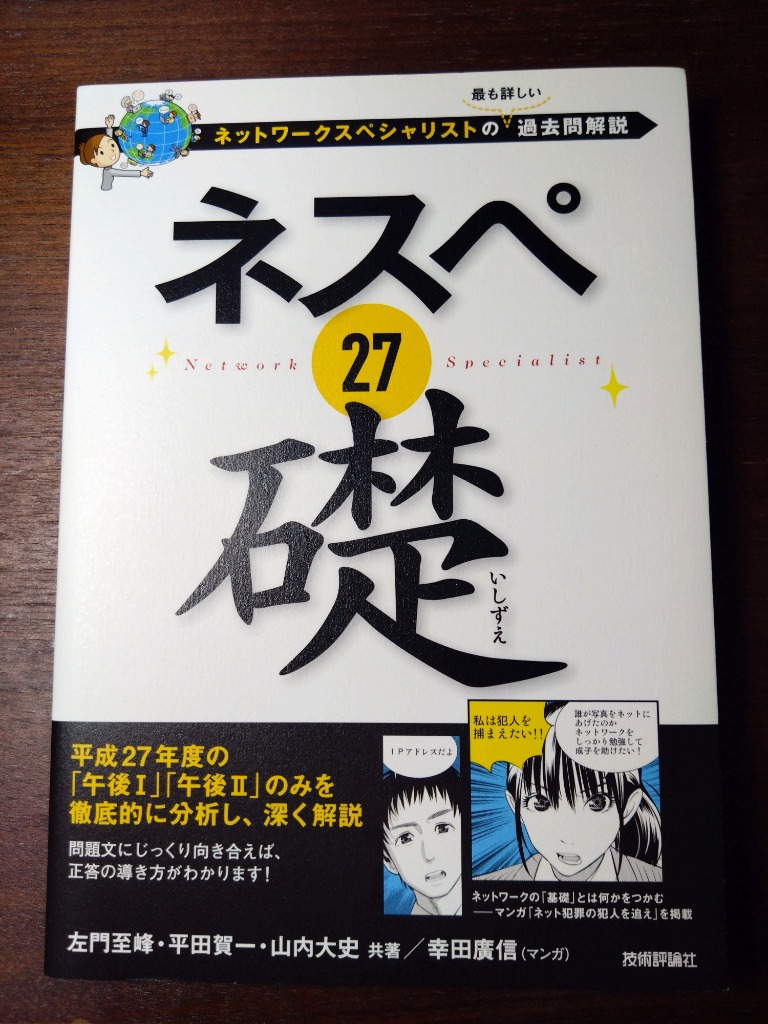 最も詳しい
ネットワークスペシャリストの 過去問解説
ネスペ
27
Network Specialist
礎
いしずえ
平成27年度の
「午後Ⅰ」「午後Ⅱ」のみを
徹底的に分析し、深く解説
問題文にじっくり向き合えば、
正答の導き方がわかります!
IPアドレスだよ
私は犯人を
捕まえたい!!
誰が写真をネットに
あげたのか
ネットワークを
しっかり勉強して
成子を助けたい!
ネットワークの「基礎」とは何かをつかむ
──マンガ「ネット犯罪の犯人を追え」を掲載
左門至峰・平田賀一・山内大史 共著/幸田廣信(マンガ)
技術評論社